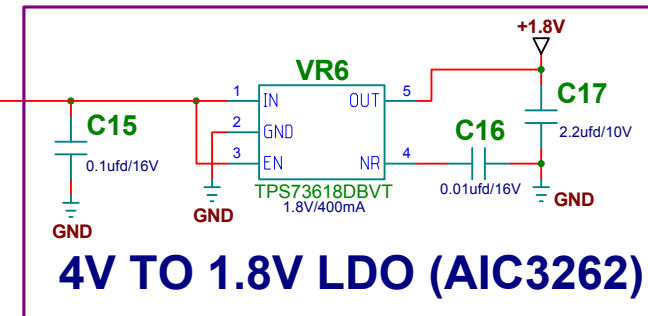 +1.8V
VR6
1 IN OUT 5
2 GND
3 EN NR 4
TPS73618DBVT
1.8V/400mA
C15
0.1ufd/16V
GND
GND
C16
0.01ufd/16V
C17
2.2ufd/10V
GND
4V TO 1.8V LDO (AIC3262)